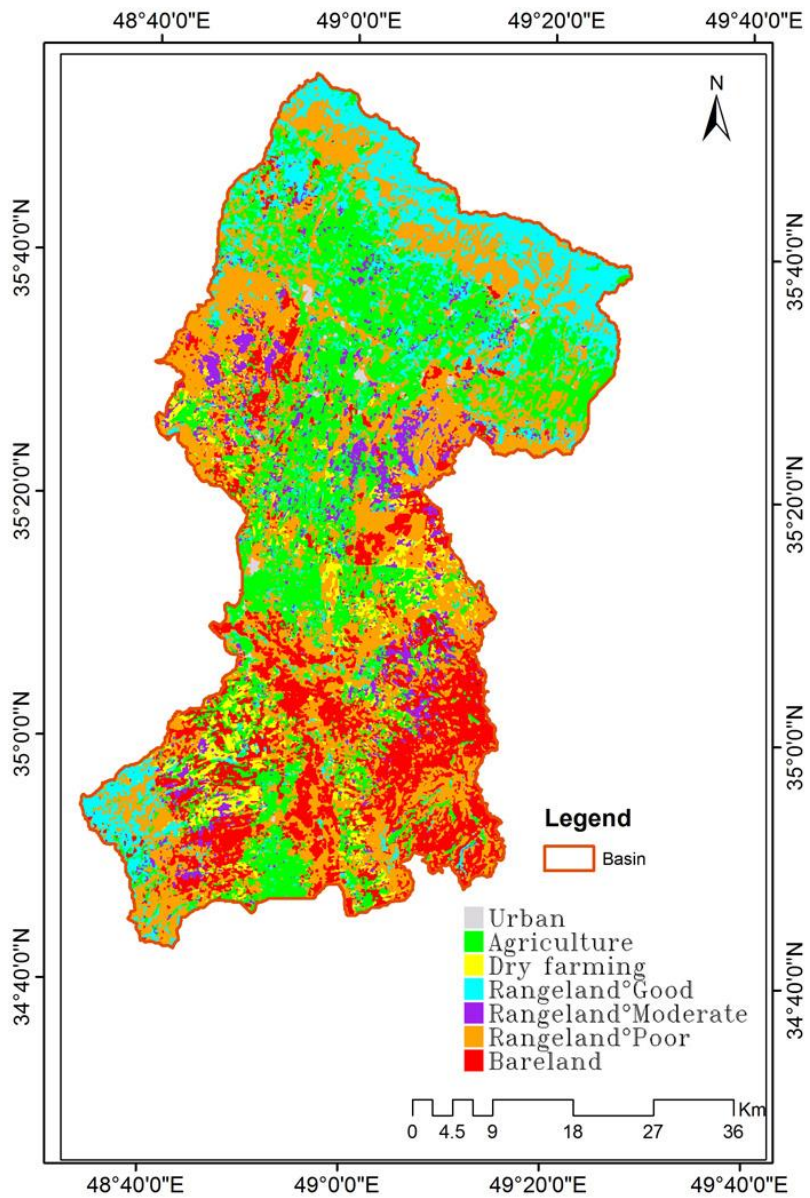 48°40'0"E 49°0'0"E 49°20'0"E 49°40'0"E
N
35°40'0"N 35°40'0"N
35°20'0"N 35°20'0"N
35°0'0"N 35°0'0"N
Legend
Basin
Urban
Agriculture
Dry farming
Rangeland°Good
Rangeland°Moderate
Rangeland°Poor
Bareland
34°40'0"N 34°40'0"N
Km
0 4.5 9 18 27 36
48°40'0"E 49°0'0"E 49°20'0"E 49°40'0"E